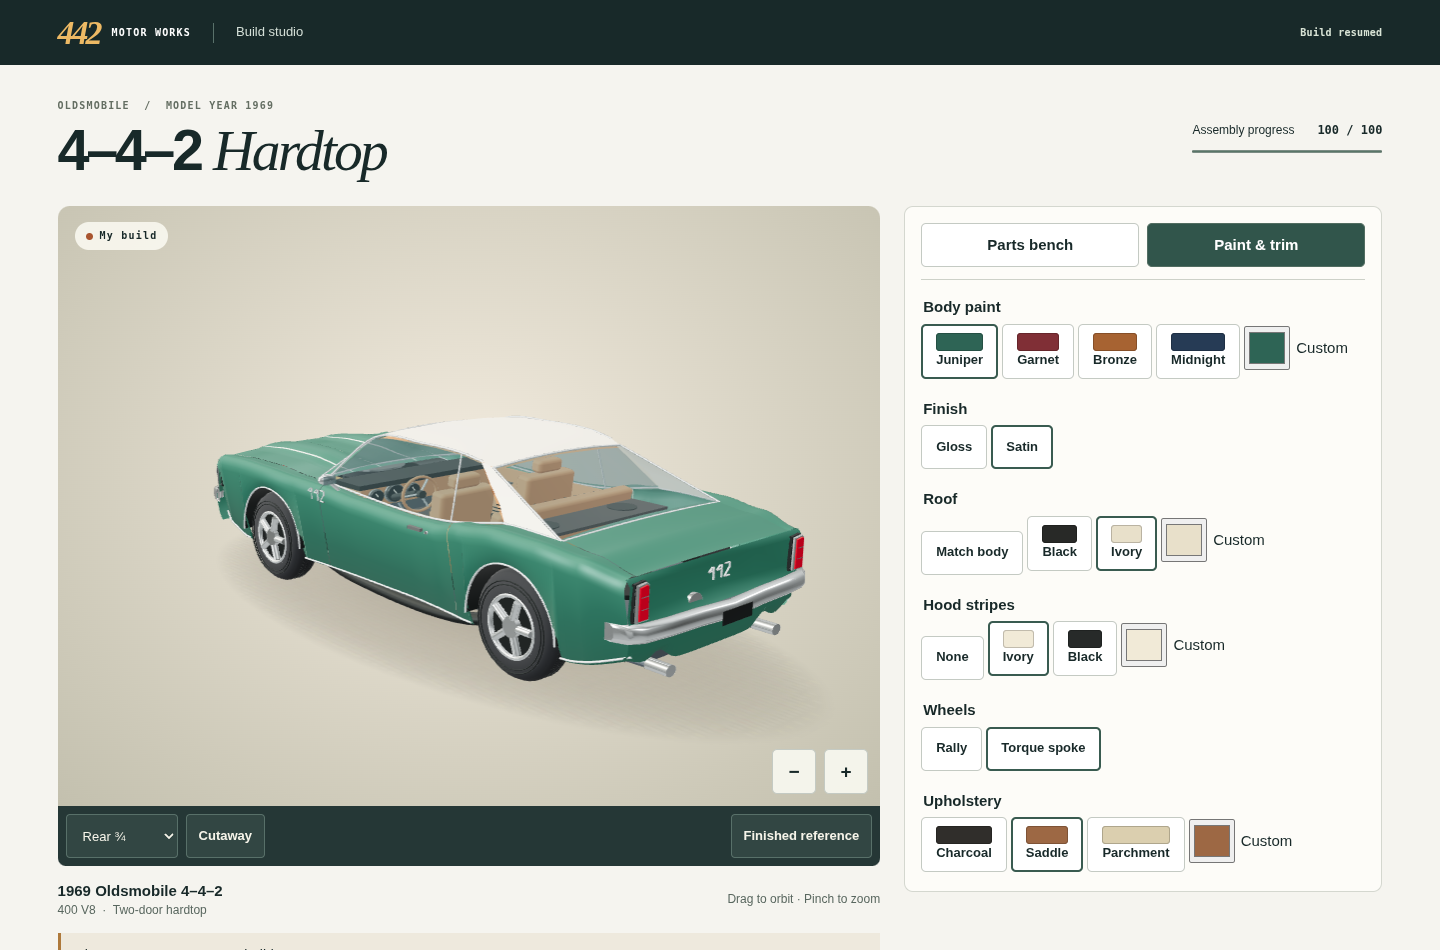 442 MOTOR WORKS Build studio Build resumed
OLDSMOBILE / MODEL YEAR 1969
4–4–2 Hardtop
Assembly progress 100 / 100
My build
442
442
− +
Rear ¾ Cutaway Finished reference
1969 Oldsmobile 4–4–2
400 V8 · Two-door hardtop
Drag to orbit · Pinch to zoom
Parts bench Paint & trim
Body paint
Juniper Garnet Bronze Midnight Custom
Finish
Gloss Satin
Roof
Match body Black Ivory Custom
Hood stripes
None Ivory Black Custom
Wheels
Rally Torque spoke
Upholstery
Charcoal Saddle Parchment Custom